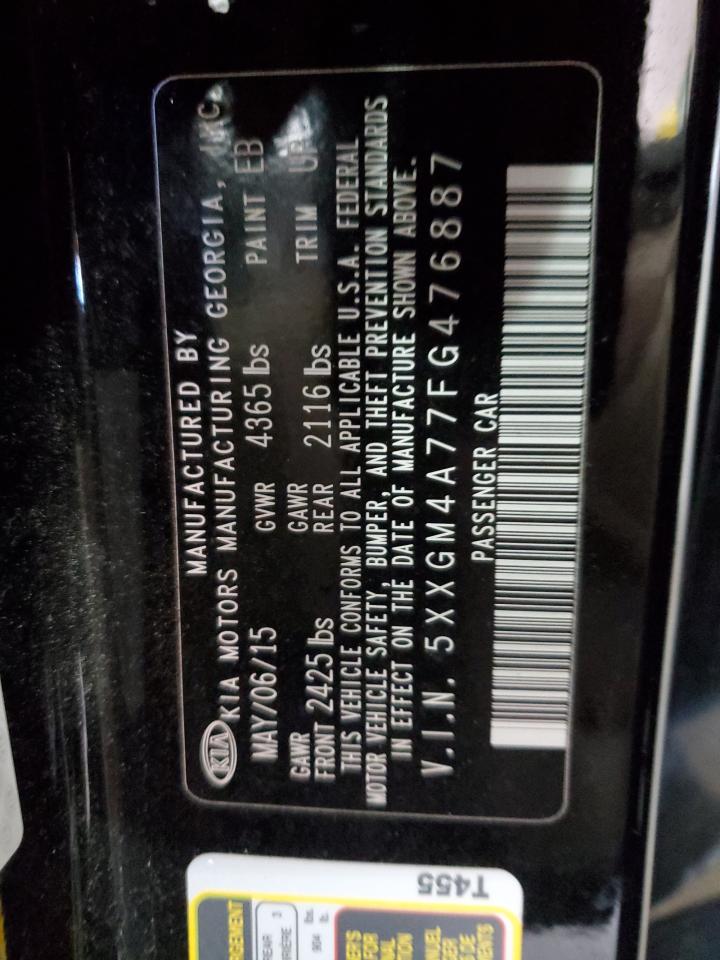 MANUFACTURED BY
KIA KIA MOTORS MANUFACTURING GEORGIA, INC.
MAY/06/15 GVWR 4365 lbs PAINT EB
GAWR FRONT 2425 lbs GAWR REAR 2116 lbs TRIM
THIS VEHICLE CONFORMS TO ALL APPLICABLE U.S.A. FEDERAL
MOTOR VEHICLE SAFETY, BUMPER, AND THEFT PREVENTION STANDARDS
IN EFFECT ON THE DATE OF MANUFACTURE SHOWN ABOVE.
V.I.N. 5XXGM4A77FG476887
PASSENGER CAR
T455